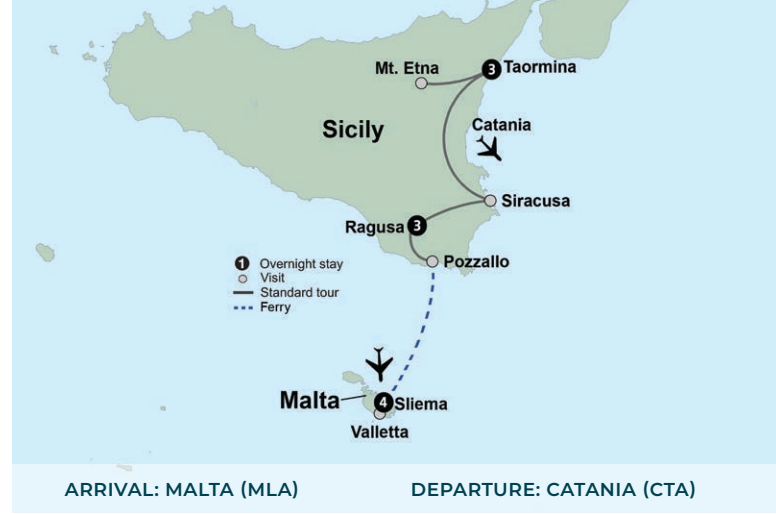 Mt. Etna
3 Taormina
Sicily
Catania
Siracusa
Ragusa 3
1 Overnight stay
Visit
Standard tour
Ferry
Pozzallo
Malta
4 Sliema
Valletta
ARRIVAL: MALTA (MLA)
DEPARTURE: CATANIA (CTA)